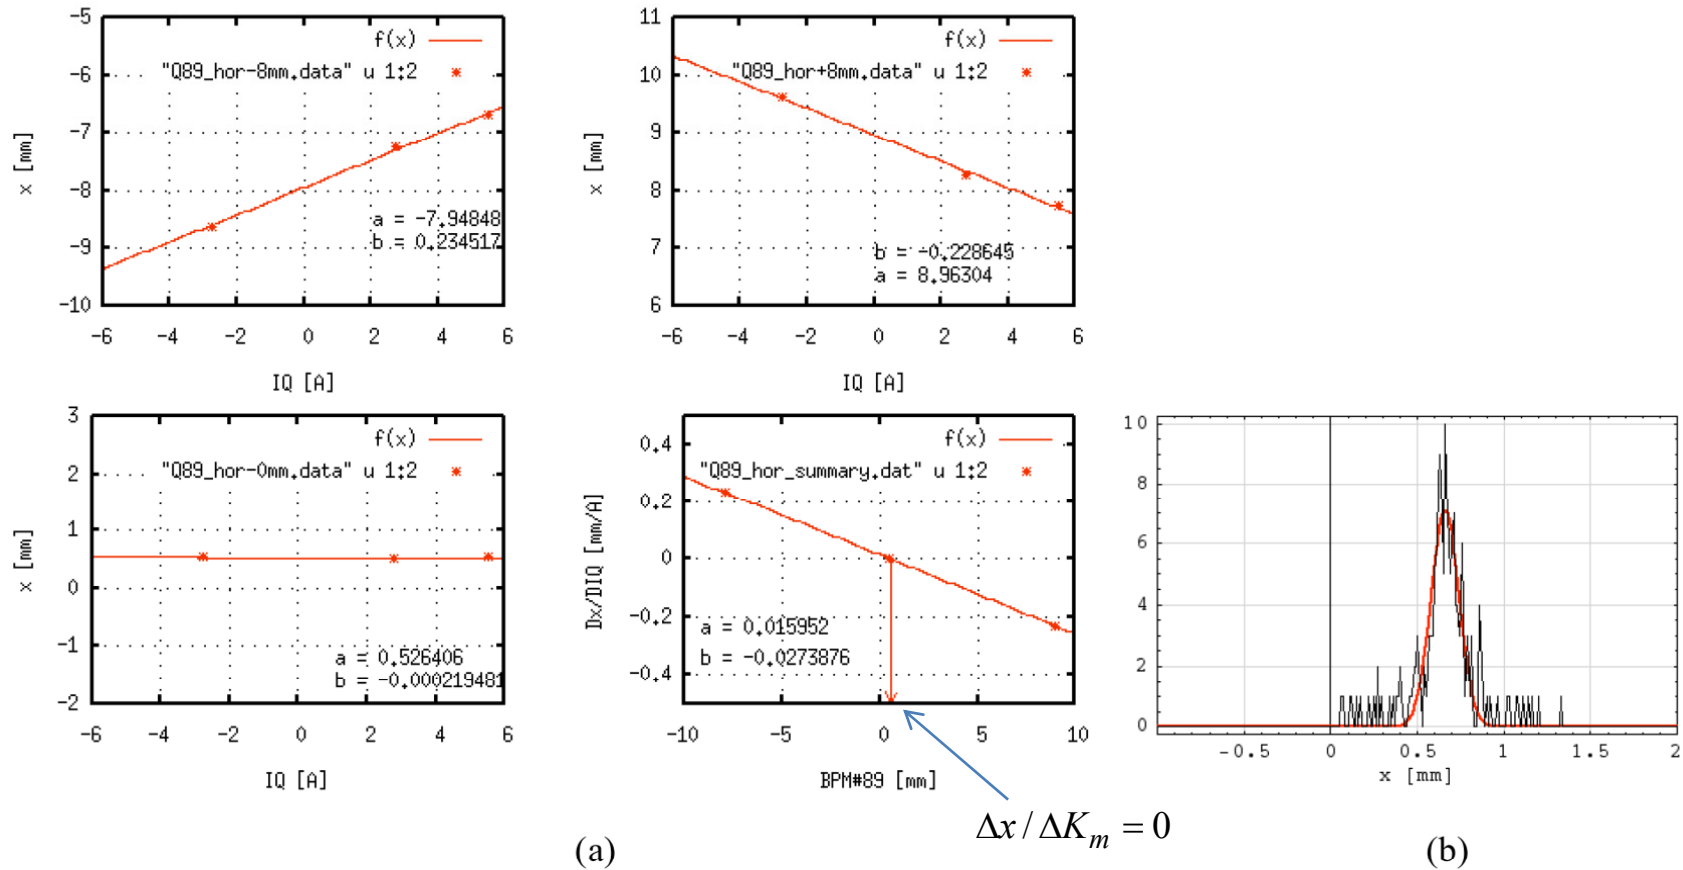 -5
-6
-7
-8
-9
-10
x [mm]
f(x)
"Q89_hor-8mm.data" u 1:2
a = -7.94848
b = 0.234517
-6 -4 -2 0 2 4 6
IQ [A]
11
10
9
8
7
6
x [mm]
f(x)
"Q89_hor+8mm.data" u 1:2
b = -0.228645
a = 8.96304
-6 -4 -2 0 2 4 6
IQ [A]
3
2
1
0
-1
-2
x [mm]
f(x)
"Q89_hor-0mm.data" u 1:2
a = 0.526406
b = -0.000219481
-6 -4 -2 0 2 4 6
IQ [A]
0.4
0.2
0
-0.2
-0.4
Dx/DIQ [mm/A]
f(x)
"Q89_hor_summary.dat" u 1:2
a = 0.015952
b = -0.0273876
-10 -5 0 5 10
BPM#89 [mm]
Δx / ΔKm = 0
(a)
10
8
6
4
2
0
-0.5 0 0.5 1 1.5 2
x [mm]
(b)